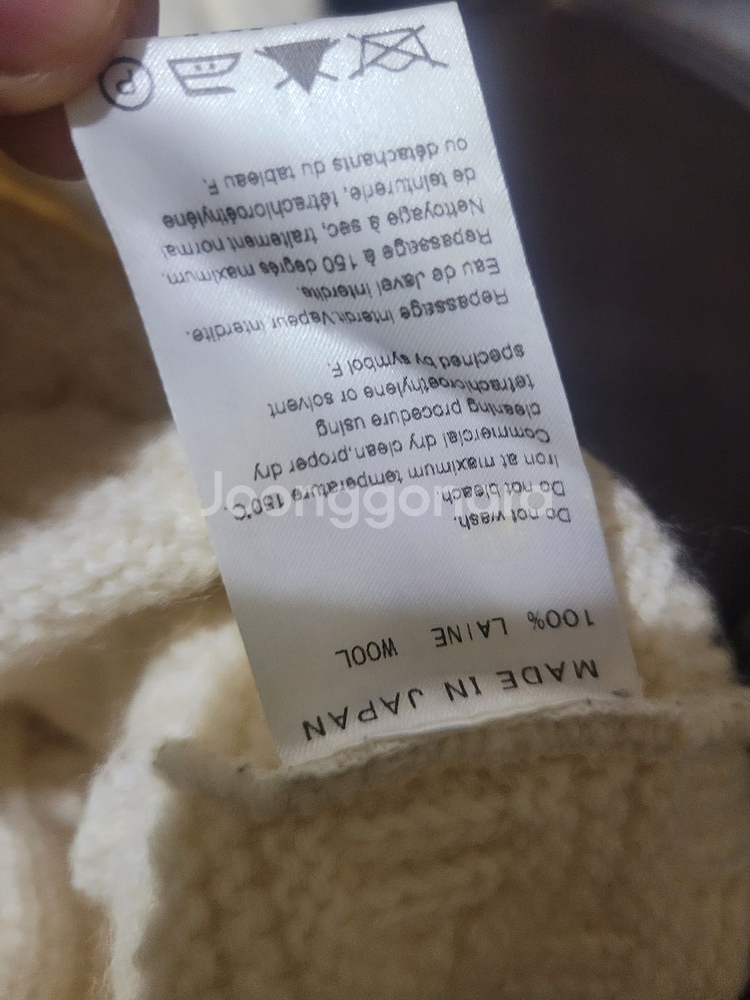 MADE IN JAPAN
100% LAINE WOOL
Do not wash.
Do not bleach.
Iron at maximum temperature 150°C
Commercial dry clean,proper dry
cleaning procedure using
tetrachloroethylene or solvent
specified by symbol F.
Repassage interdit.Vapeur interdite.
Eau de Javel interdite.
Repassage à 150 degrés maximum.
Nettoyage à sec, traitement normal
de teinturerie, tétrachloroéthylène
ou détachants du tableau F.
P
Joonggonara